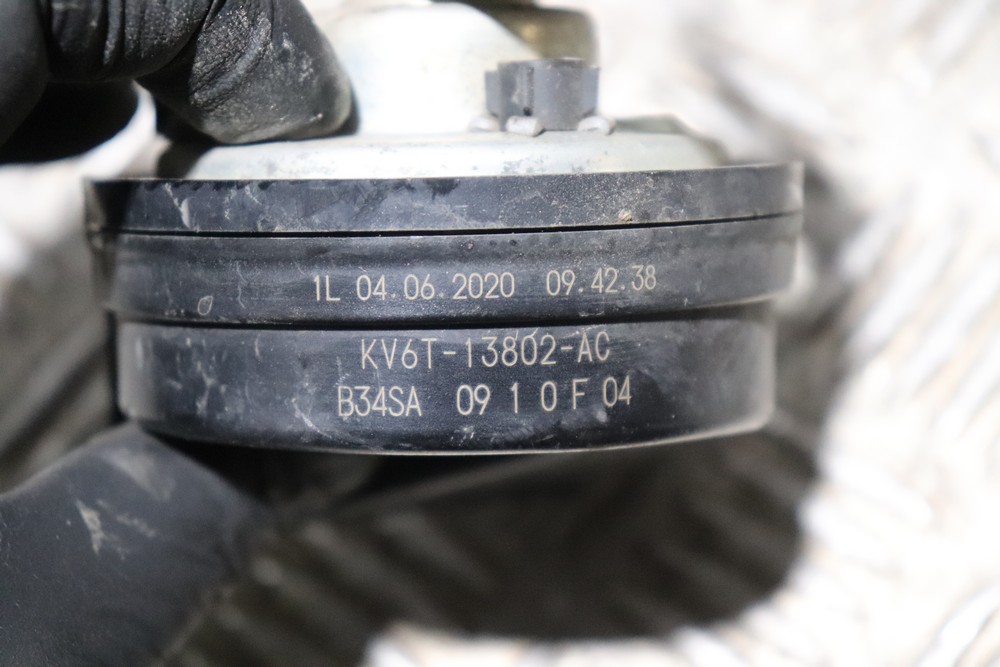 1L 04.06.2020 09.42.38
KV6T-13802-AC
B34SA 09 1 0 F 04